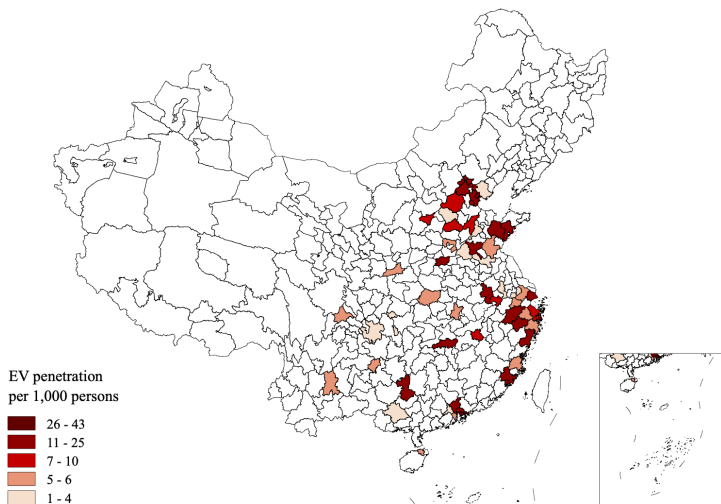 EV penetration
per 1,000 persons
26 - 43
11 - 25
7 - 10
5 - 6
1 - 4